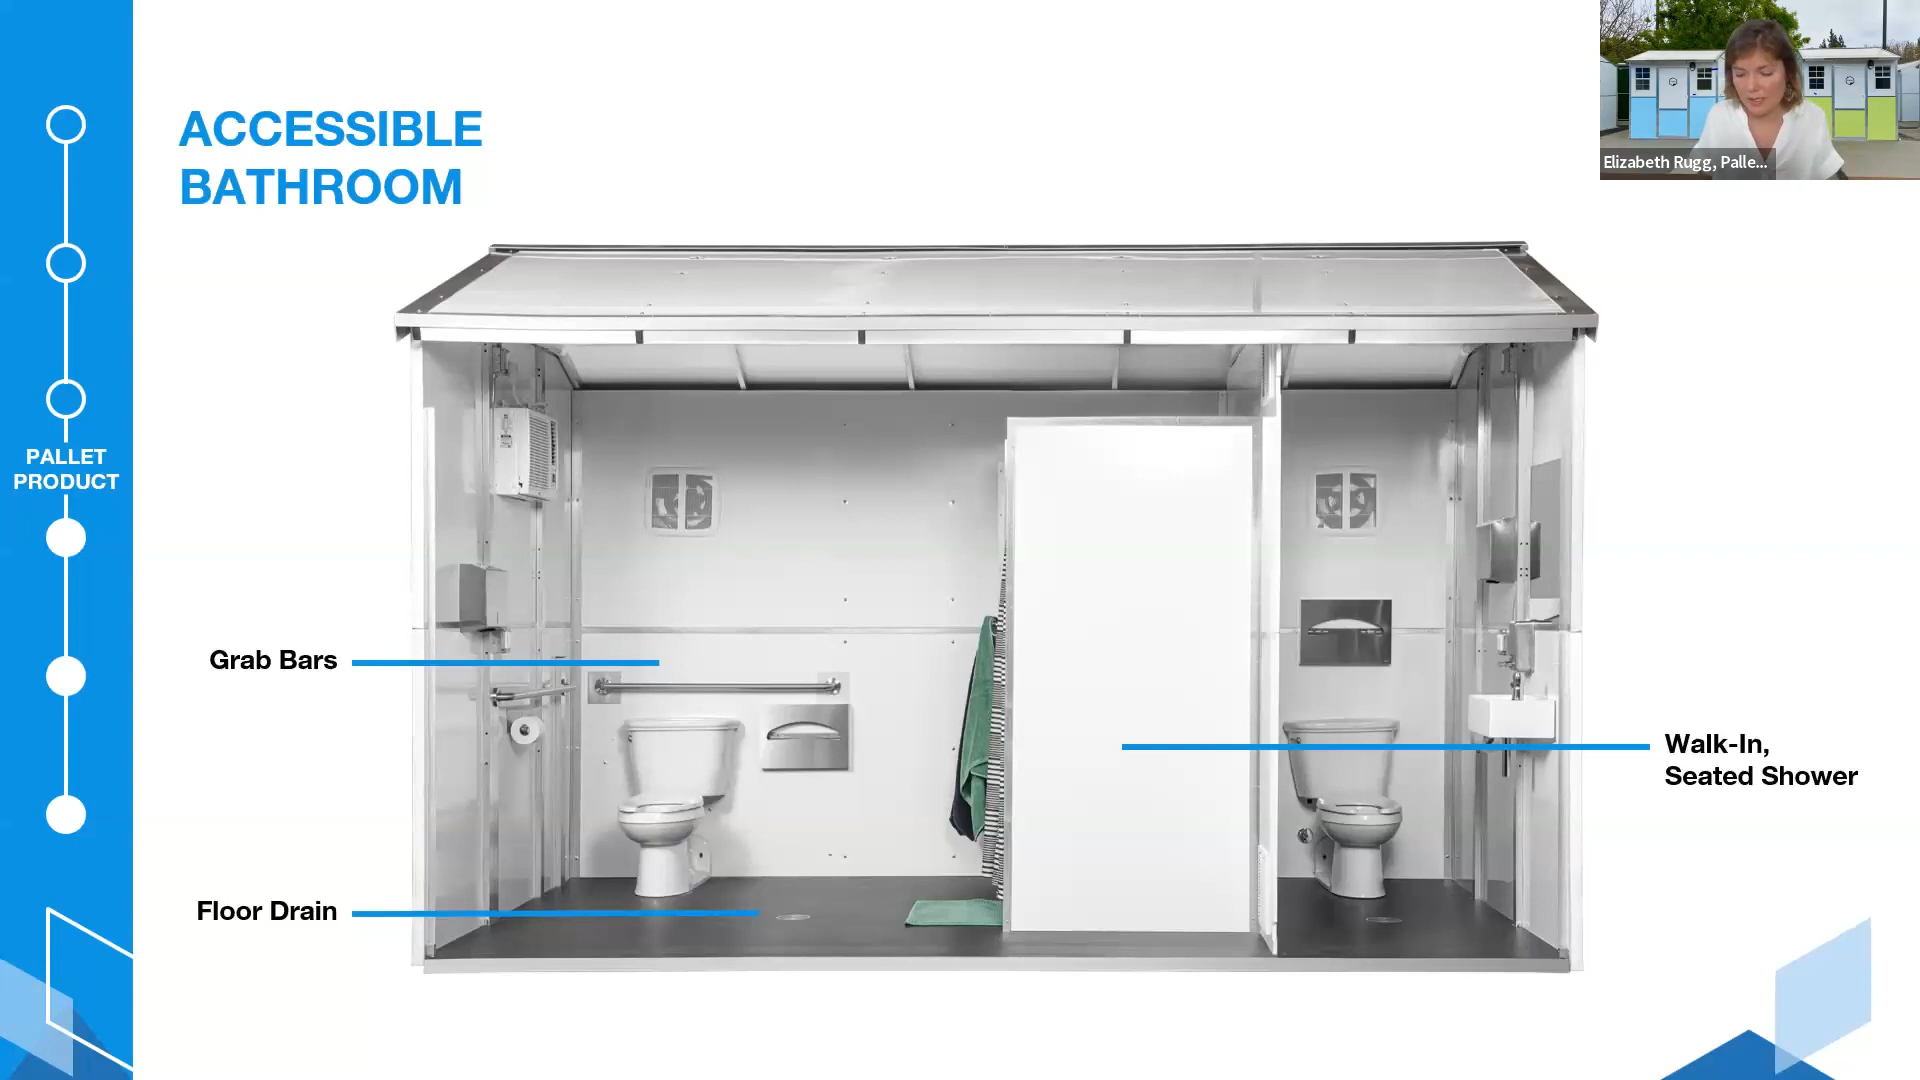 ACCESSIBLE
BATHROOM
Elizabeth Rugg, Palle...
PALLET
PRODUCT
Grab Bars
Walk-In,
Seated Shower
Floor Drain